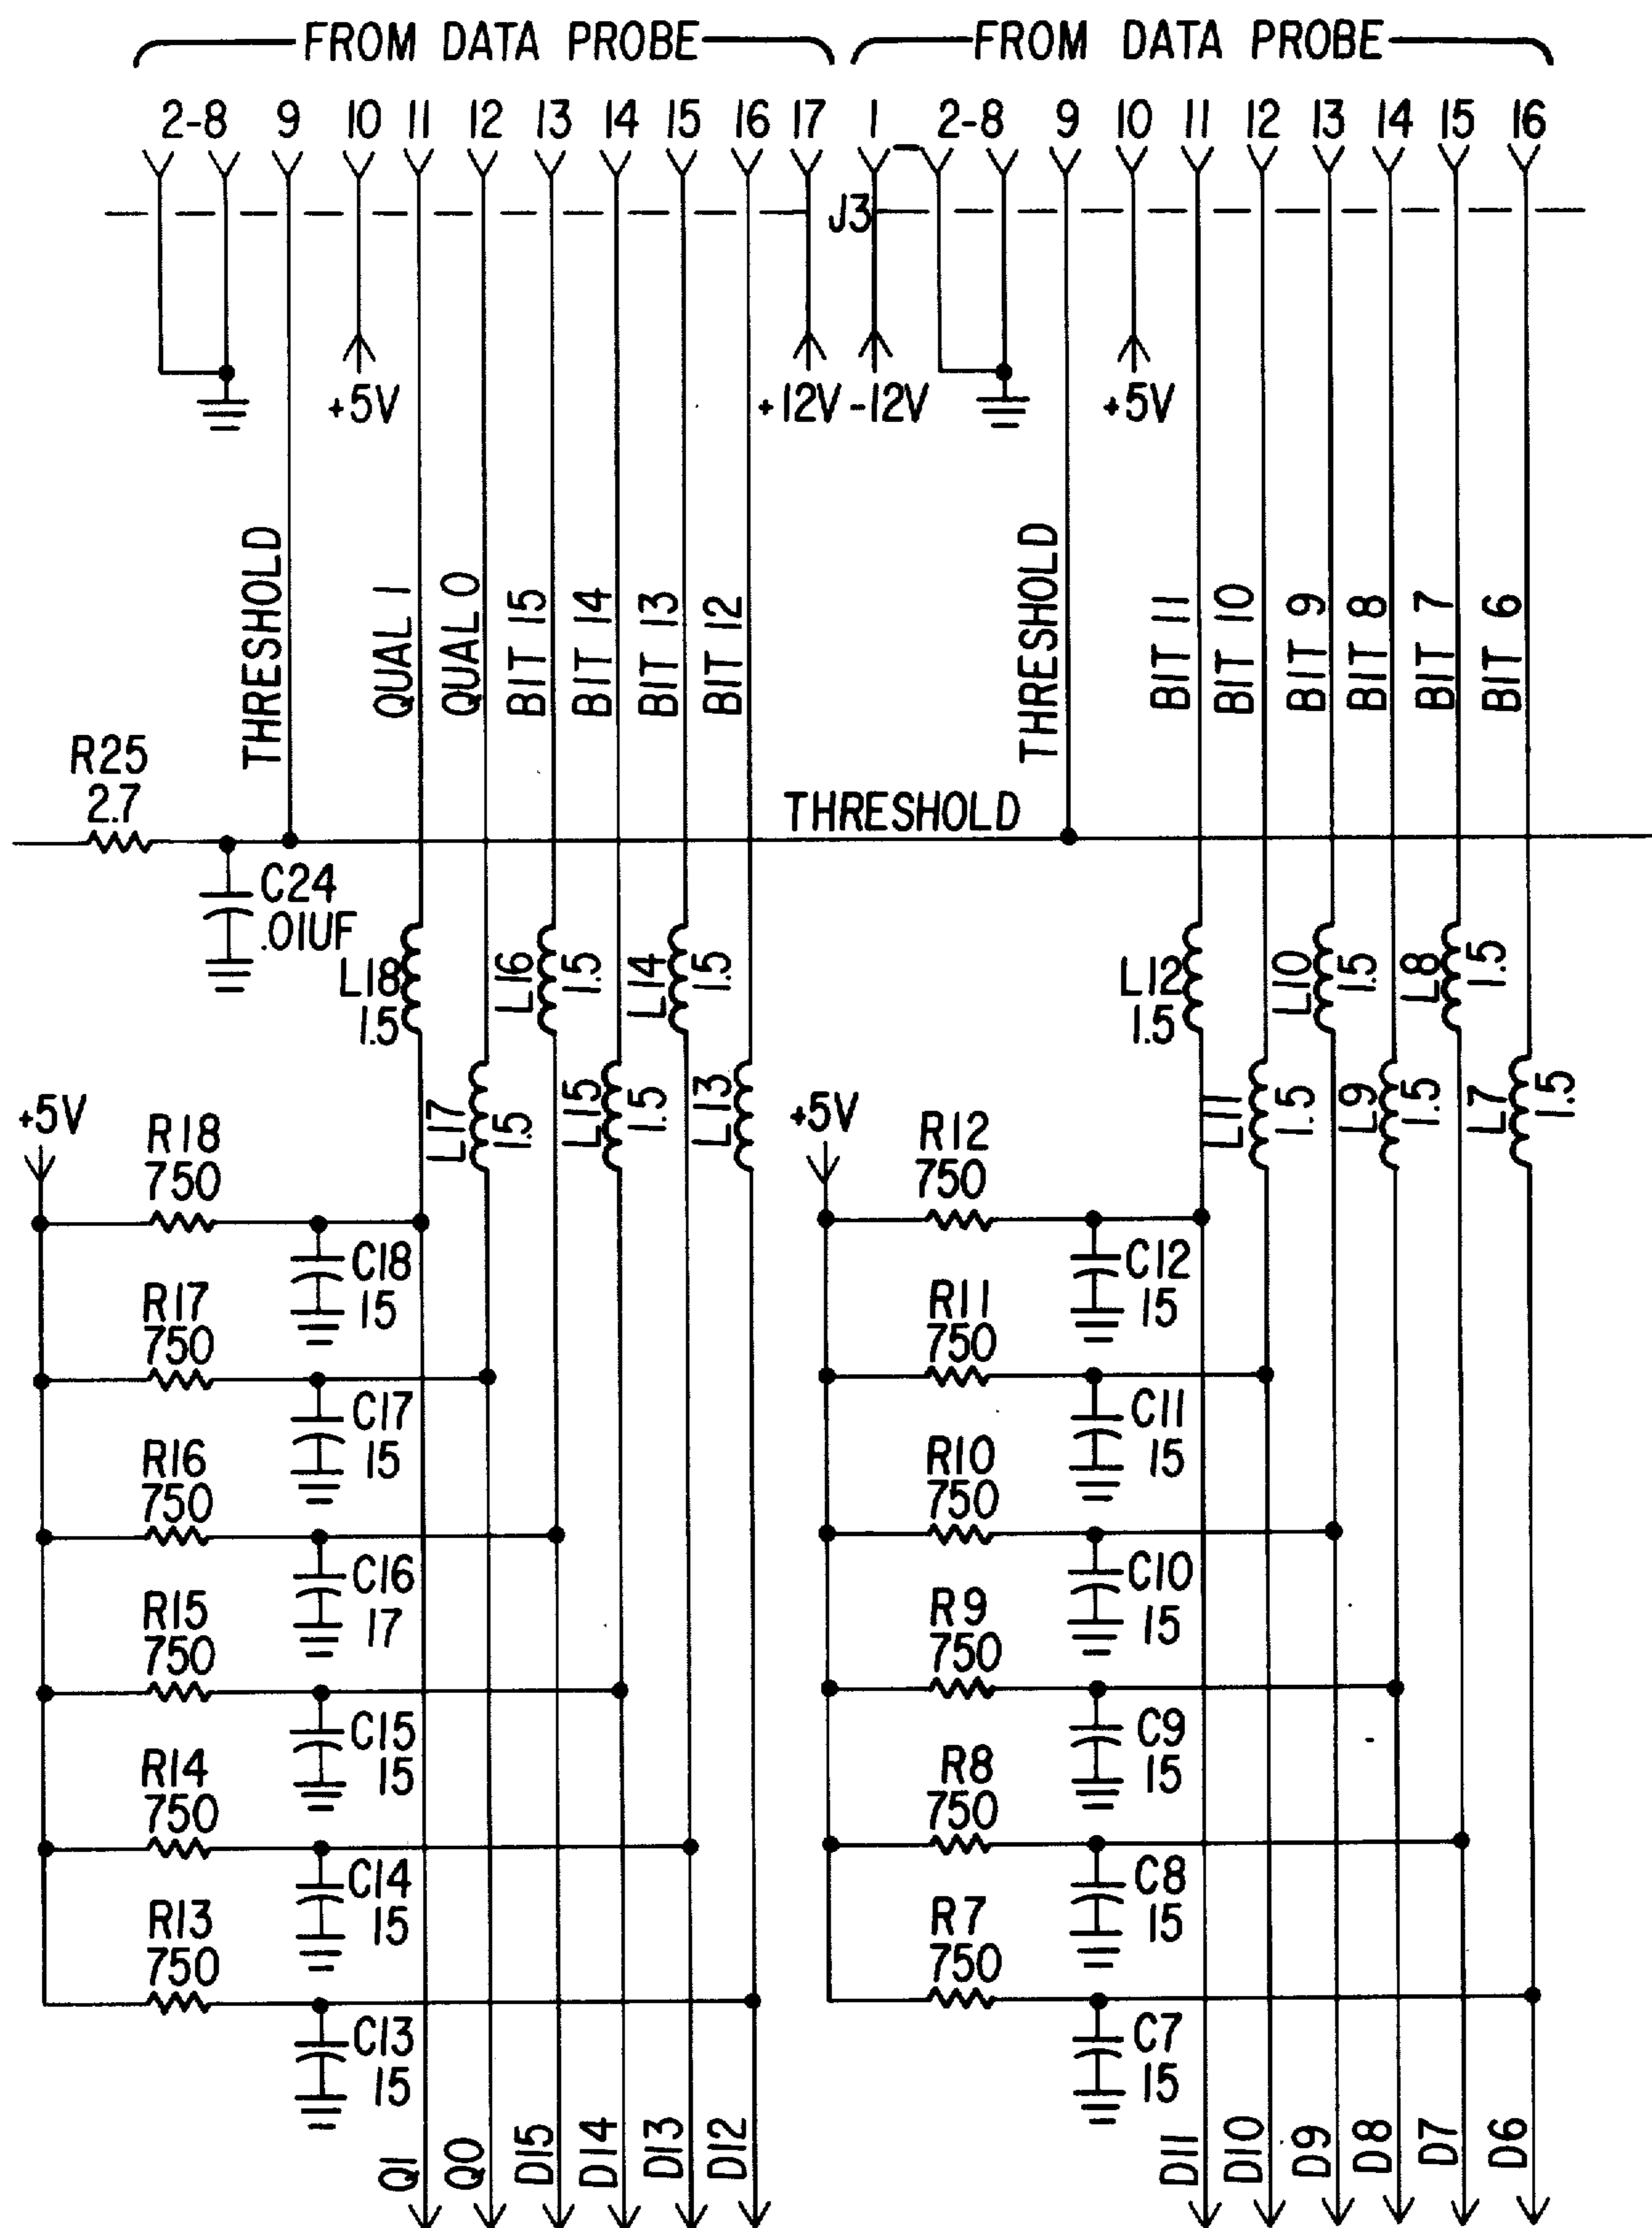 FROM DATA PROBE FROM DATA PROBE
2-8 9 10 11 12 13 14 15 16 17 1 2-8 9 10 11 12 13 14 15 16
J3
+5V +12V -12V +5V
THRESHOLD QUAL 1 QUAL 0 BIT 15 BIT 14 BIT 13 BIT 12 THRESHOLD BIT 11 BIT 10 BIT 9 BIT 8 BIT 7 BIT 6
R25
2.7
THRESHOLD
C24
.01UF
L18
1.5
L16 1.5
L14 1.5
L12
1.5
L10 1.5
L8 1.5
L17 1.5
L15 1.5
L13
L11 1.5
L9 1.5
L7 1.5
+5V
R18
750
C18
15
R17
750
C17
15
R16
750
C16
17
R15
750
C15
15
R14
750
C14
15
R13
750
C13
15
+5V
R12
750
C12
15
R11
750
C11
15
R10
750
C10
15
R9
750
C9
15
R8
750
C8
15
R7
750
C7
15
Q1 Q0 D15 D14 D13 D12 D11 D10 D9 D8 D7 D6